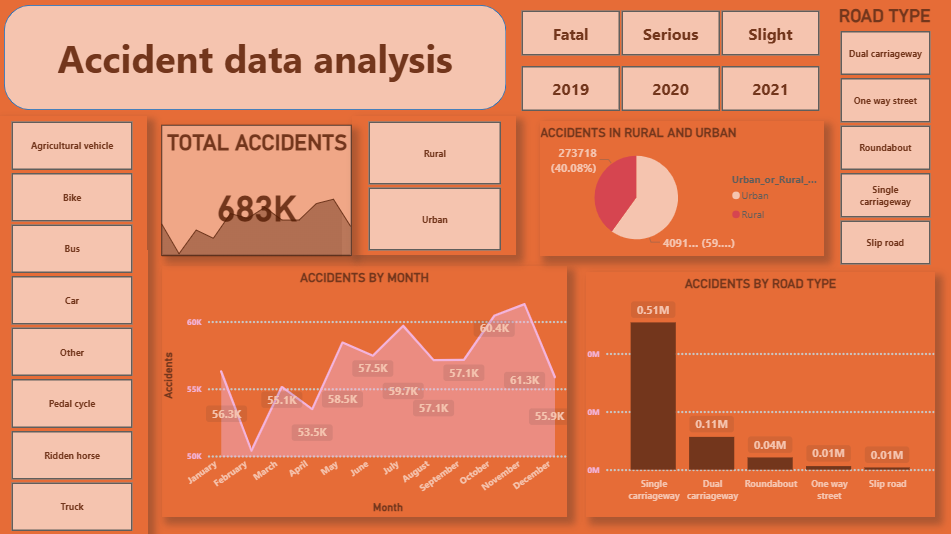 Accident data analysis
Fatal
Serious
Slight
2019
2020
2021
ROAD TYPE
Dual carriageway
One way street
Roundabout
Single
carriageway
Slip road
Agricultural vehicle
Bike
Bus
Car
Other
Pedal cycle
Ridden horse
Truck
TOTAL ACCIDENTS
683K
Rural
Urban
ACCIDENTS IN RURAL AND URBAN
273718
(40.08%)
4091... (59....)
Urban_or_Rural_...
Urban
Rural
ACCIDENTS BY MONTH
Accidents
60K
55K
50K
56.3K
55.1K
53.5K
58.5K
57.5K
59.7K
57.1K
57.1K
60.4K
61.3K
55.9K
January
February
March
April
May
June
July
August
September
October
November
December
Month
ACCIDENTS BY ROAD TYPE
0M
0M
0M
0.51M
0.11M
0.04M
0.01M
0.01M
Single
carriageway
Dual
carriageway
Roundabout
One way
street
Slip road